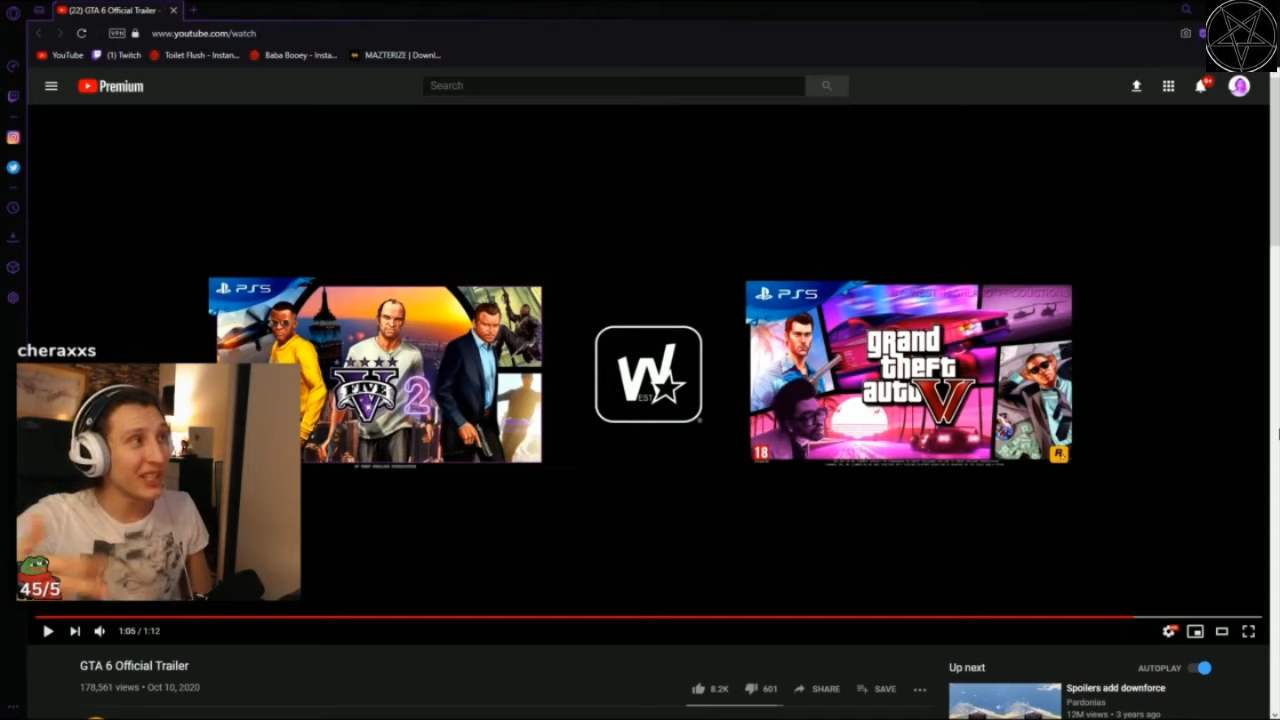 (22) GTA 6 Official Trailer -
VPN
www.youtube.com/watch
YouTube
(1) Twitch
Toilet Flush - Instan...
Baba Booey - Insta...
MAZTERIZE | Downl...
Premium
Search
9+
PS5
FIVE
V
2
W
EST
PS5
grand
theft
auto
V
18
R
cheraxxs
45/5
1:05 / 1:12
GTA 6 Official Trailer
178,561 views • Oct 10, 2020
8.2K
601
SHARE
SAVE
Up next
AUTOPLAY
Spoilers add downforce
Pardonias
12M views • 3 years ago